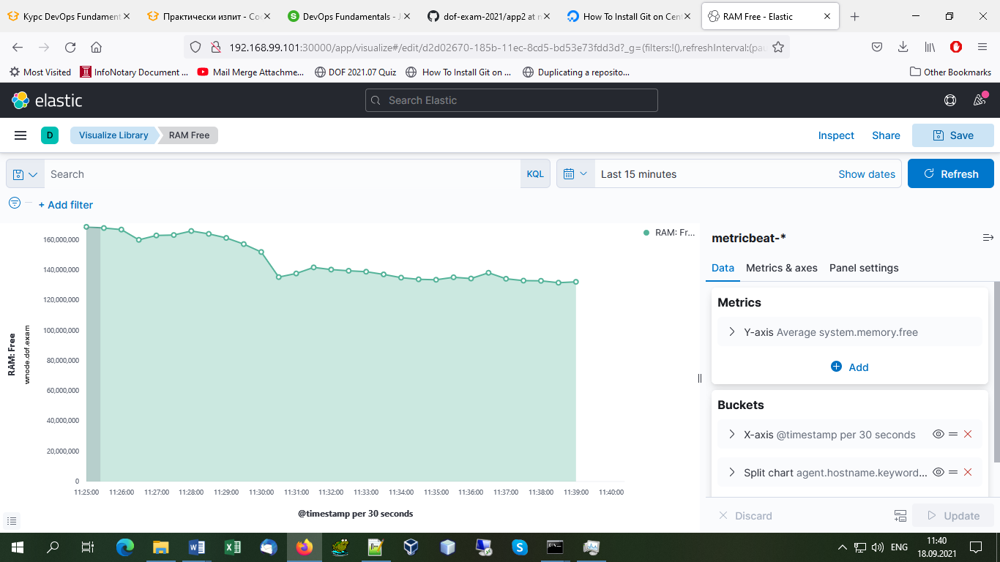 Курс DevOps Fundament
Практически изпит - Со
DevOps Fundamentals - J
dof-exam-2021/app2 at m
How To Install Git on Cent
RAM Free - Elastic
192.168.99.101:30000/app/visualize#/edit/d2d02670-185b-11ec-8cd5-bd53e73fdd3d?_g=(filters:!(),refreshInterval:(pau
Most Visited
InfoNotary Document ...
Mail Merge Attachme...
DOF 2021.07 Quiz
How To Install Git on ...
Duplicating a reposito...
Other Bookmarks
elastic
Search Elastic
D
Visualize Library
RAM Free
Inspect
Share
Save
Search
KQL
Last 15 minutes
Show dates
Refresh
+ Add filter
RAM: Free
wnode.dof.exam
160,000,000
140,000,000
120,000,000
100,000,000
80,000,000
60,000,000
40,000,000
20,000,000
0
11:25:00 11:26:00 11:27:00 11:28:00 11:29:00 11:30:00 11:31:00 11:32:00 11:33:00 11:34:00 11:35:00 11:36:00 11:37:00 11:38:00 11:39:00 11:40:00
@timestamp per 30 seconds
RAM: Fr...
metricbeat-*
Data
Metrics & axes
Panel settings
Metrics
Y-axis Average system.memory.free
Add
Buckets
X-axis @timestamp per 30 seconds
Split chart agent.hostname.keyword...
Discard
Update
ENG
11:40
18.09.2021